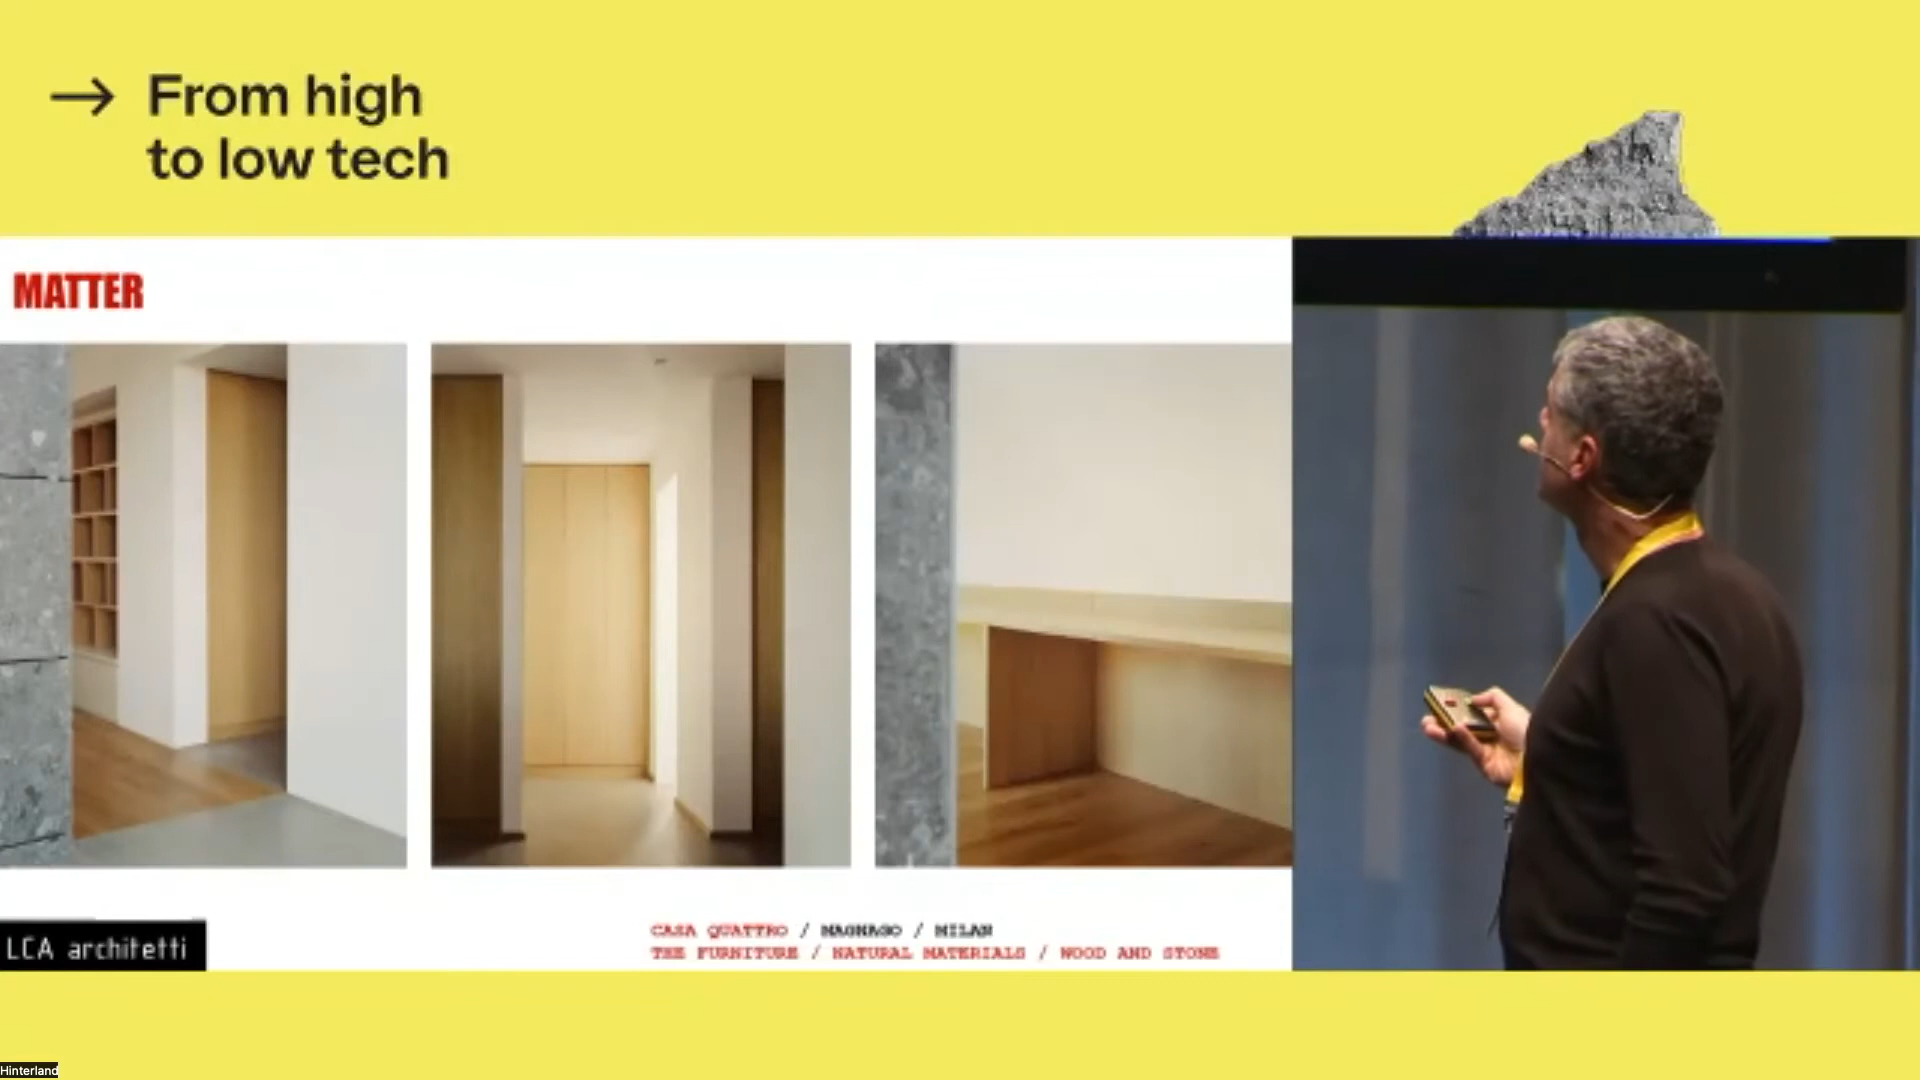 → From high
to low tech
MATTER
LCA architetti
CASA QUATTRO / MAGNAGO / MILAN
THE FURNITURE / NATURAL MATERIALS / WOOD AND STONE
Hinterland